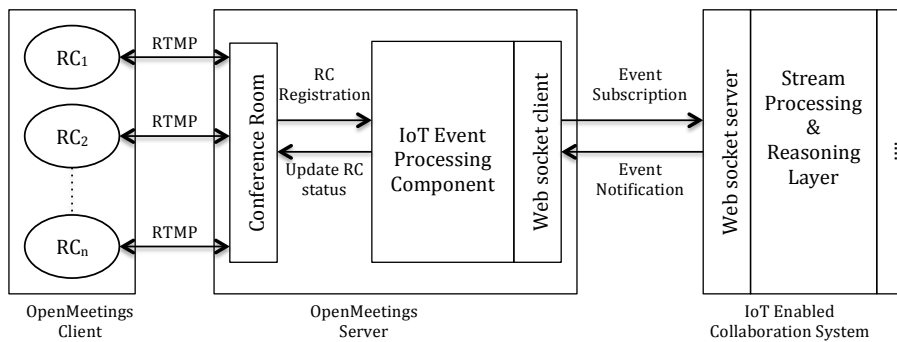 RC1
RTMP
RC2
RTMP
RCn
RTMP
OpenMeetings
Client
Conference Room
RC
Registration
Update RC
status
IoT Event
Processing
Component
Web socket client
OpenMeetings
Server
Event
Subscription
Event
Notification
Web socket server
Stream
Processing
&
Reasoning
Layer
....
IoT Enabled
Collaboration System